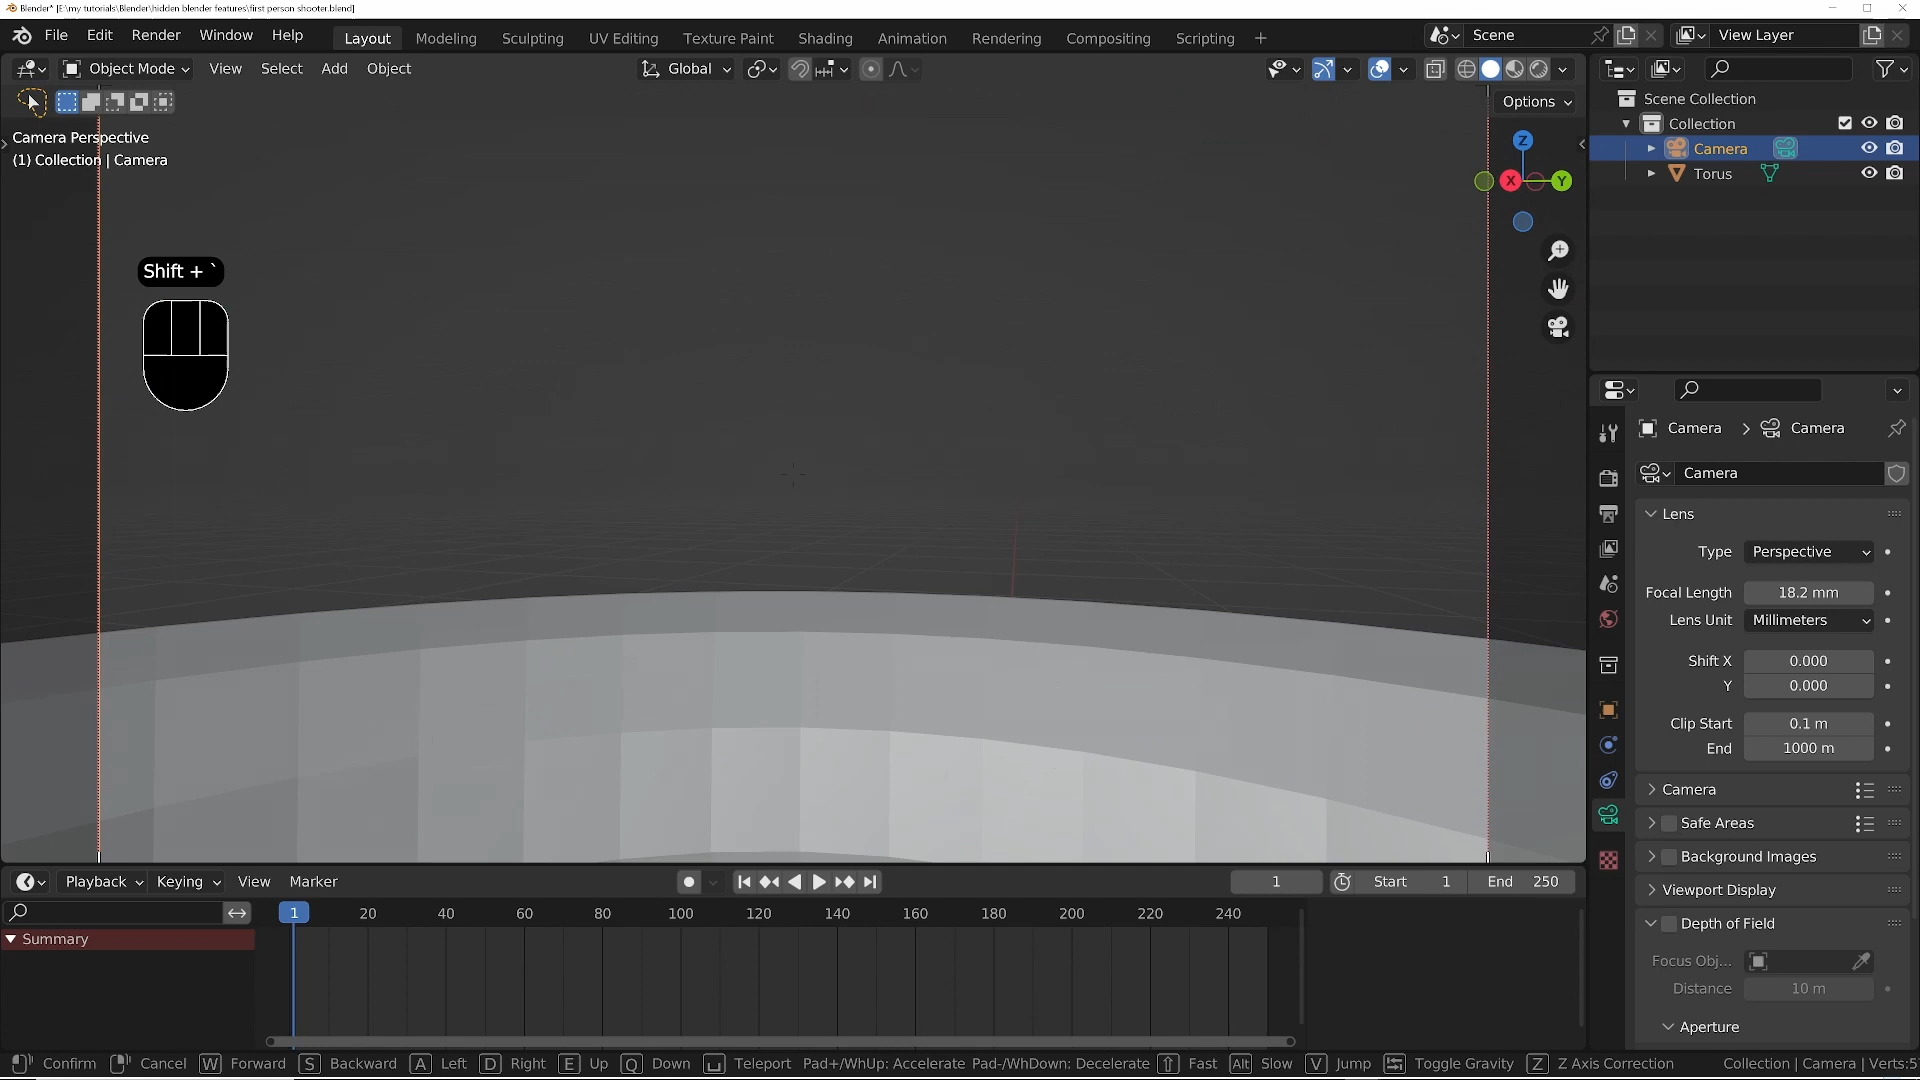 Blender* [E:\my tutorials\Blender\hidden blender features\first person shooter.blend]
File Edit Render Window Help Layout Modeling Sculpting UV Editing Texture Paint Shading Animation Rendering Compositing Scripting + Scene View Layer
Object Mode View Select Add Object Global
Options
Camera Perspective
(1) Collection | Camera
Shift + `
Z
X
Y
Scene Collection
Collection
Camera
Torus
Camera > Camera
Camera
Lens
Type Perspective
Focal Length 18.2 mm
Lens Unit Millimeters
Shift X 0.000
Y 0.000
Clip Start 0.1 m
End 1000 m
Camera
Safe Areas
Background Images
Viewport Display
Depth of Field
Focus Obj...
Distance 10 m
Aperture
Playback Keying View Marker 1 Start 1 End 250
1 20 40 60 80 100 120 140 160 180 200 220 240
Summary
Confirm Cancel W Forward S Backward A Left D Right E Up Q Down Teleport Pad+/WhUp: Accelerate Pad-/WhDown: Decelerate Fast Alt Slow V Jump Toggle Gravity Z Z Axis Correction Collection | Camera | Verts:5